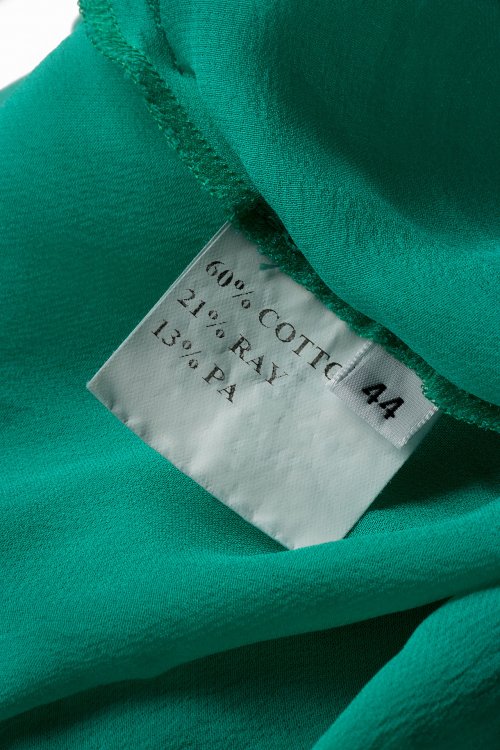 60% COTTO
21% RAY
13% PA
44